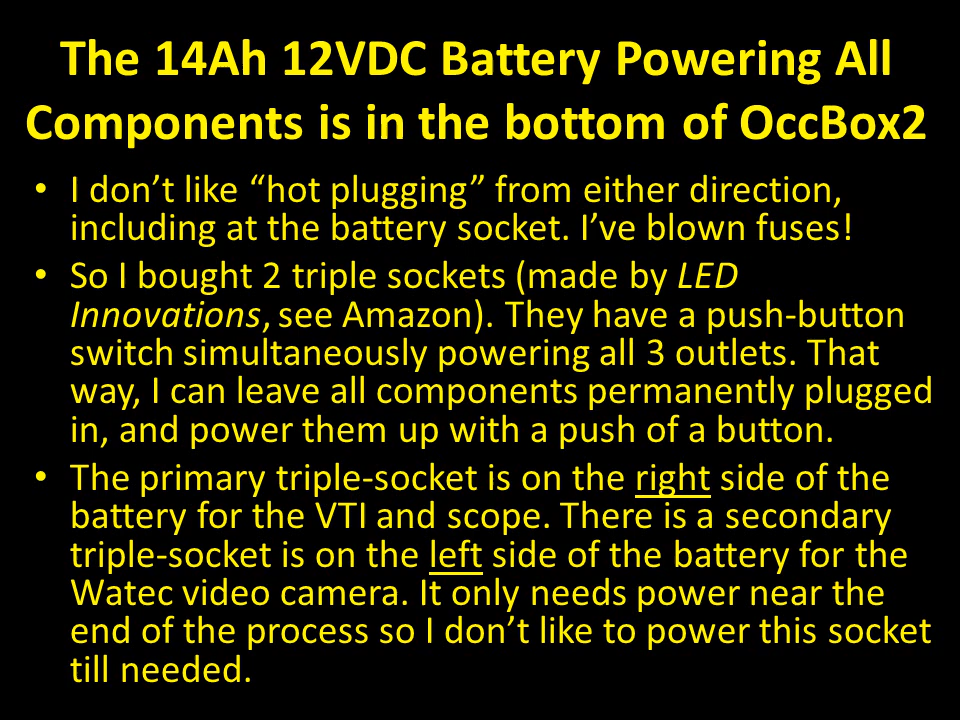 The 14Ah 12VDC Battery Powering All
Components is in the bottom of OccBox2
• I don’t like “hot plugging” from either direction,
including at the battery socket. I’ve blown fuses!
• So I bought 2 triple sockets (made by LED
Innovations, see Amazon). They have a push-button
switch simultaneously powering all 3 outlets. That
way, I can leave all components permanently plugged
in, and power them up with a push of a button.
• The primary triple-socket is on the right side of the
battery for the VTI and scope. There is a secondary
triple-socket is on the left side of the battery for the
Watec video camera. It only needs power near the
end of the process so I don’t like to power this socket
till needed.